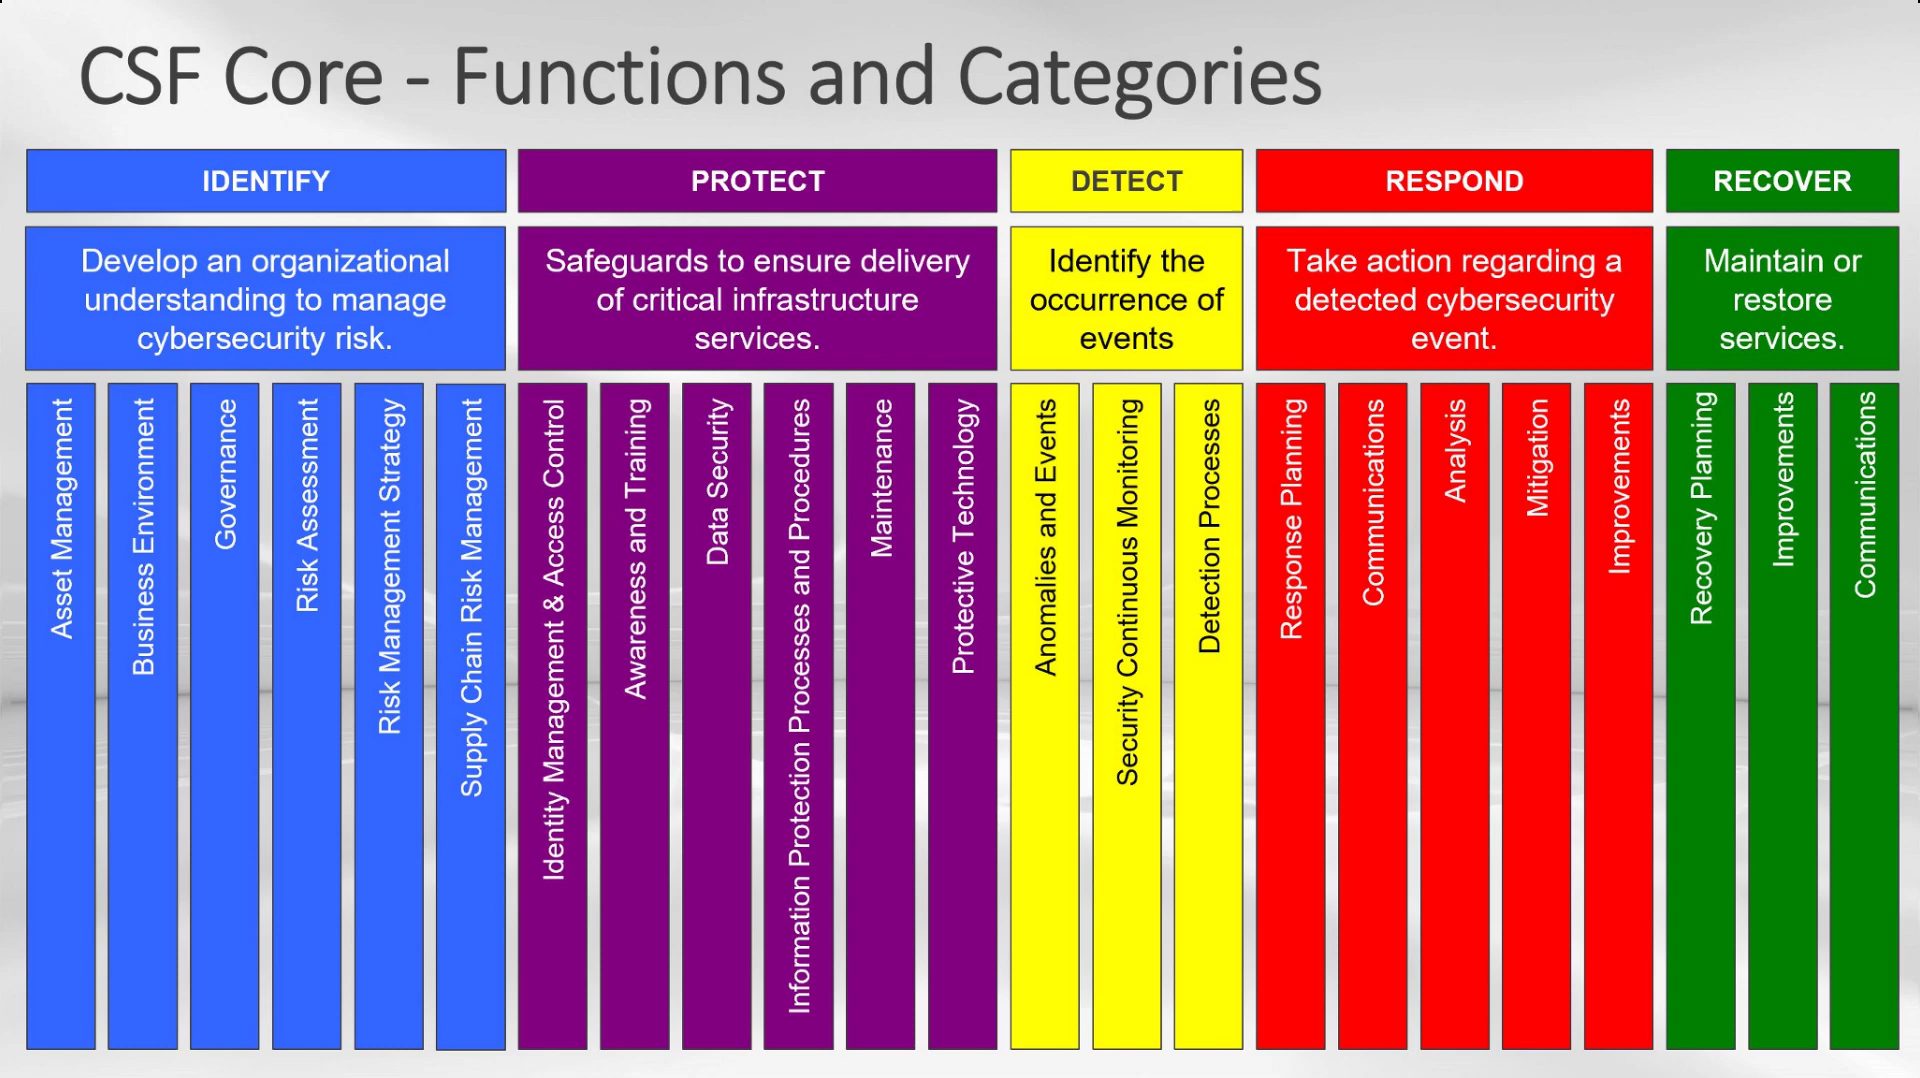 CSF Core - Functions and Categories
IDENTIFY
PROTECT
DETECT
RESPOND
RECOVER
Develop an organizational
understanding to manage
cybersecurity risk.
Safeguards to ensure delivery
of critical infrastructure
services.
Identify the
occurrence of
events
Take action regarding a
detected cybersecurity
event.
Maintain or
restore
services.
Asset Management
Business Environment
Governance
Risk Assessment
Risk Management Strategy
Supply Chain Risk Management
Identity Management & Access Control
Awareness and Training
Data Security
Information Protection Processes and Procedures
Maintenance
Protective Technology
Anomalies and Events
Security Continuous Monitoring
Detection Processes
Response Planning
Communications
Analysis
Mitigation
Improvements
Recovery Planning
Improvements
Communications